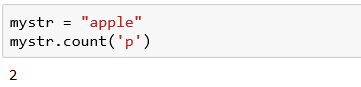 mystr = "apple"
mystr.count('p')
2